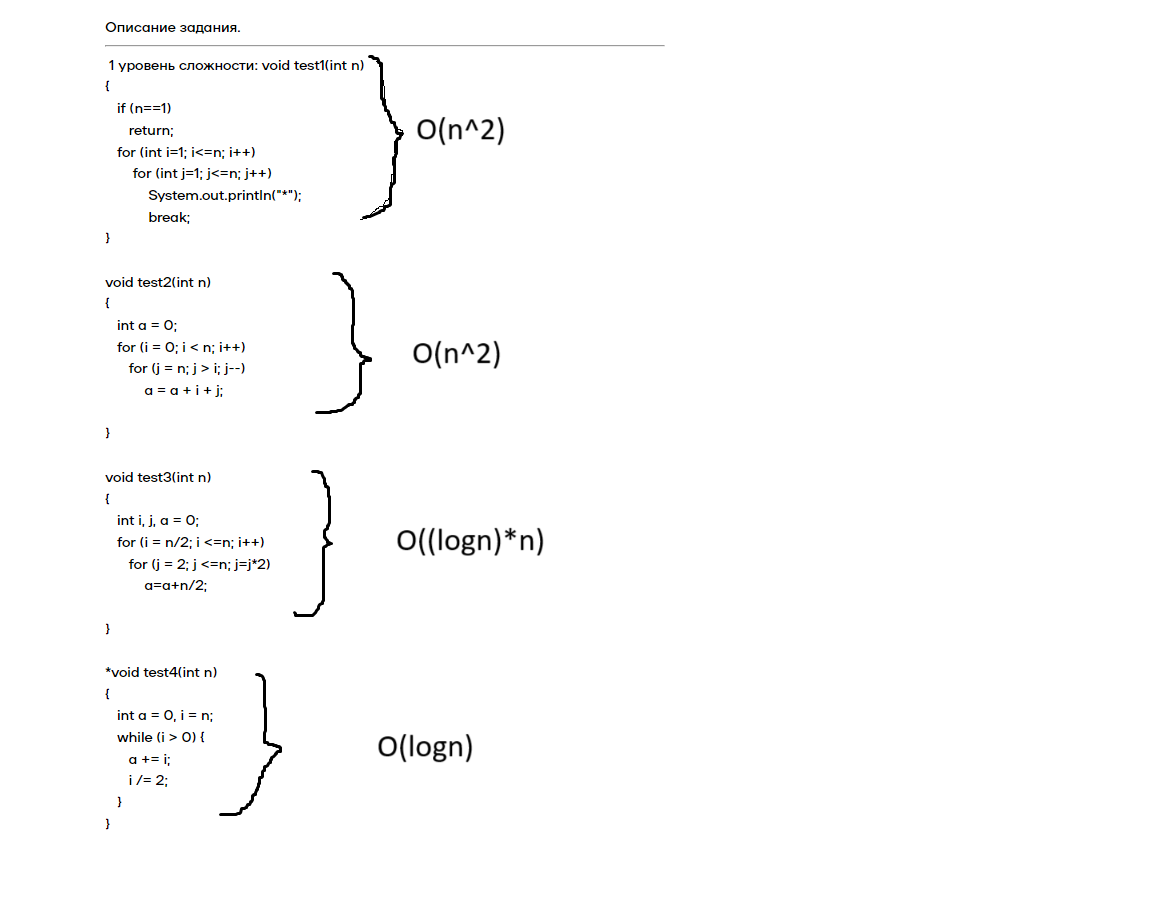 Описание задания.
1 уровень сложности: void test1(int n)
{
if (n==1)
return;
for (int i=1; i<=n; i++)
for (int j=1; j<=n; j++)
System.out.println("*");
break;
}
O(n^2)
void test2(int n)
{
int a = 0;
for (i = 0; i < n; i++)
for (j = n; j > i; j--)
a = a + i + j;
}
O(n^2)
void test3(int n)
{
int i, j, a = 0;
for (i = n/2; i <=n; i++)
for (j = 2; j <=n; j=j*2)
a=a+n/2;
}
O((logn)*n)
*void test4(int n)
{
int a = 0, i = n;
while (i > 0) {
a += i;
i /= 2;
}
}
O(logn)